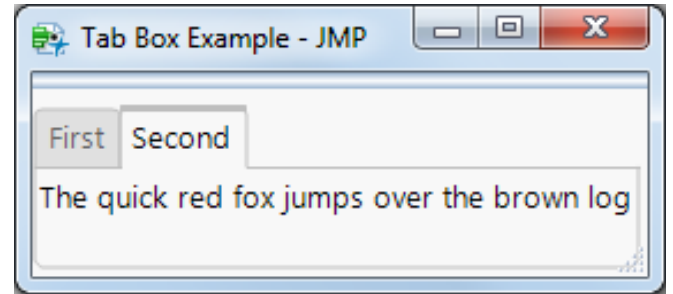 Tab Box Example - JMP
First Second
The quick red fox jumps over the brown log